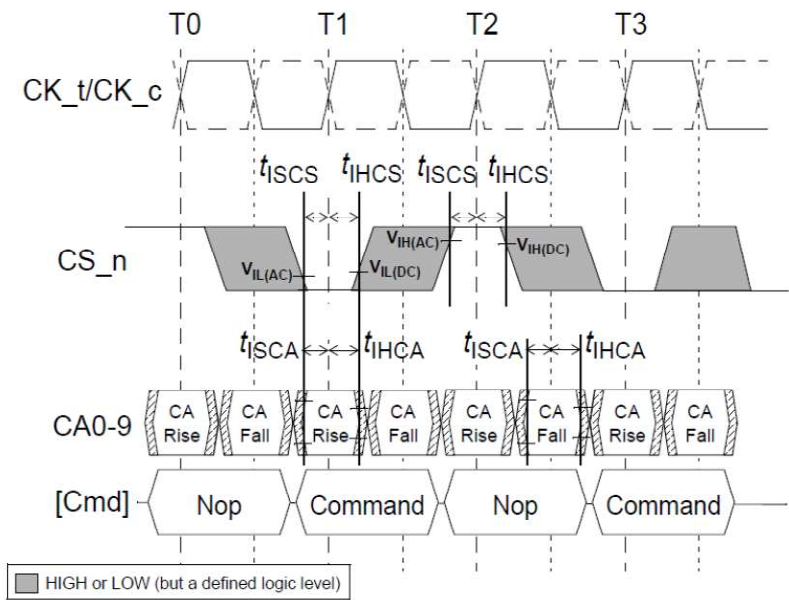 T0 T1 T2 T3
CK_t/CK_c
tISCS tIHCS tISCS tIHCS
CS_n
VIH(AC) VIH(DC)
VIL(AC) VIL(DC)
tISCA tIHCA tISCA tIHCA
CA0-9
CA Rise CA Fall CA Rise CA Fall CA Rise CA Fall CA Rise CA Fall
[Cmd] Nop Command Nop Command
HIGH or LOW (but a defined logic level)